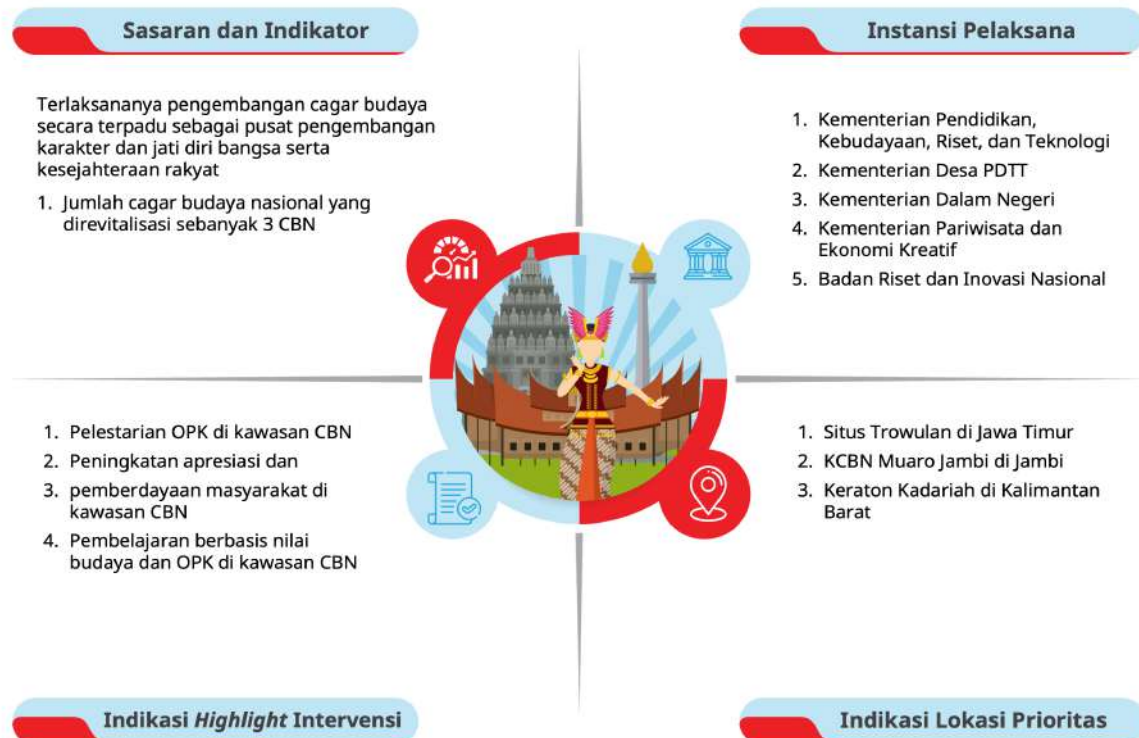 Sasaran dan Indikator
Terlaksananya pengembangan cagar budaya
secara terpadu sebagai pusat pengembangan
karakter dan jati diri bangsa serta
kesejahteraan rakyat
1. Jumlah cagar budaya nasional yang
direvitalisasi sebanyak 3 CBN
Instansi Pelaksana
1. Kementerian Pendidikan,
Kebudayaan, Riset, dan Teknologi
2. Kementerian Desa PDTT
3. Kementerian Dalam Negeri
4. Kementerian Pariwisata dan
Ekonomi Kreatif
5. Badan Riset dan Inovasi Nasional
1. Pelestarian OPK di kawasan CBN
2. Peningkatan apresiasi dan
3. pemberdayaan masyarakat di
kawasan CBN
4. Pembelajaran berbasis nilai
budaya dan OPK di kawasan CBN
Indikasi Highlight Intervensi
1. Situs Trowulan di Jawa Timur
2. KCBN Muaro Jambi di Jambi
3. Keraton Kadariah di Kalimantan
Barat
Indikasi Lokasi Prioritas